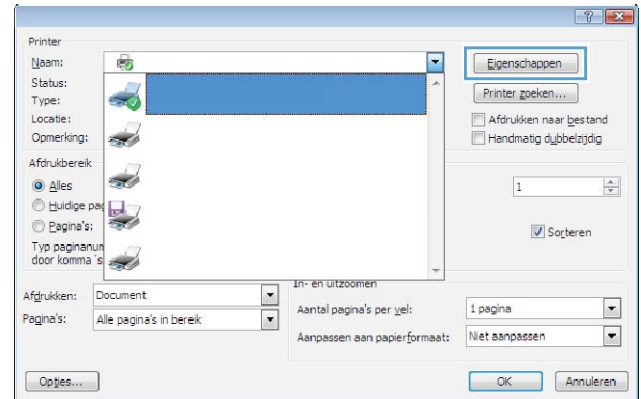 Printer
Naam:
Eigenschappen
Status:
Printer zoeken...
Type:
Locatie:
Afdrukken naar bestand
Opmerking:
Handmatig dubbelzijdig
Afdrukbereik
Alles
1
Huidige pag
Pagina's:
Sorteren
Typ paginanun
door komma´s
In- en uitzoomen
Afdrukken: Document
Aantal pagina's per vel: 1 pagina
Pagina's: Alle pagina's in bereik
Aanpassen aan papierformaat: Niet aanpassen
Opties...
OK
Annuleren